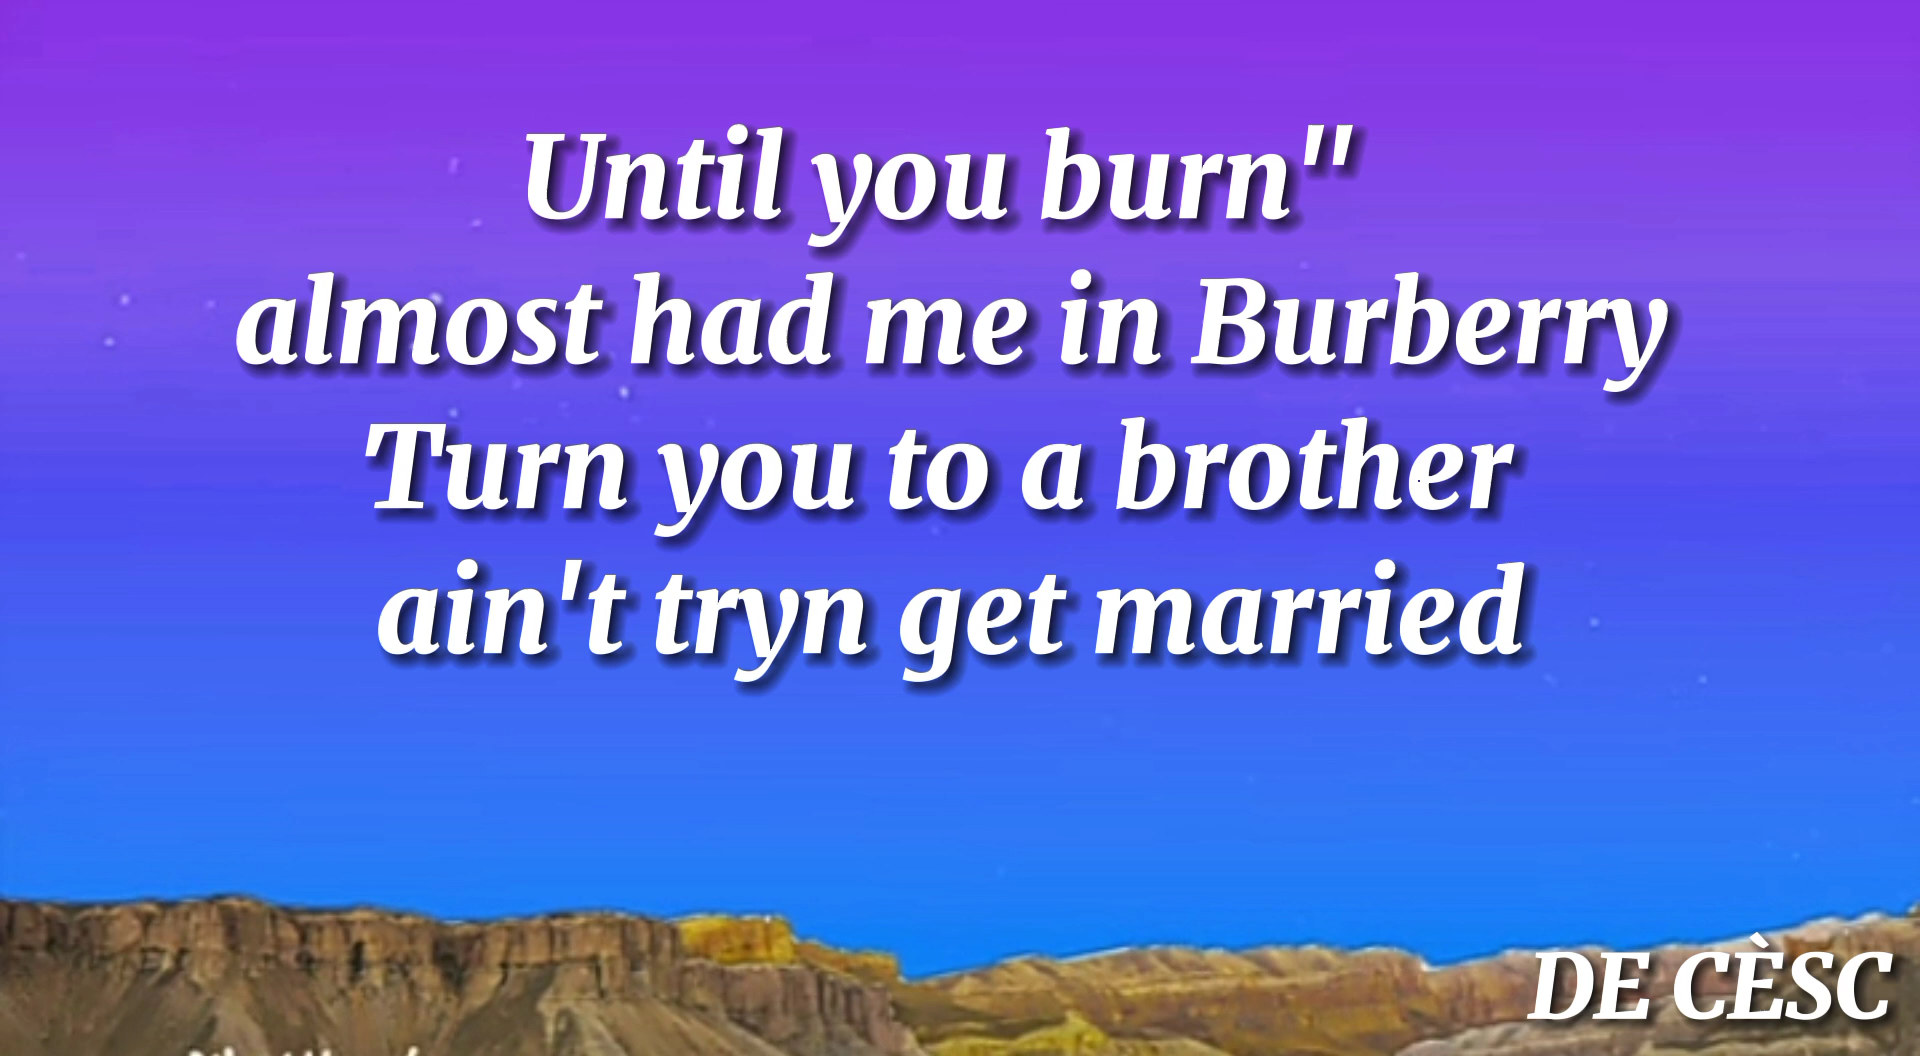 Until you burn"
almost had me in Burberry
Turn you to a brother
ain't tryn get married
DE CÈSC